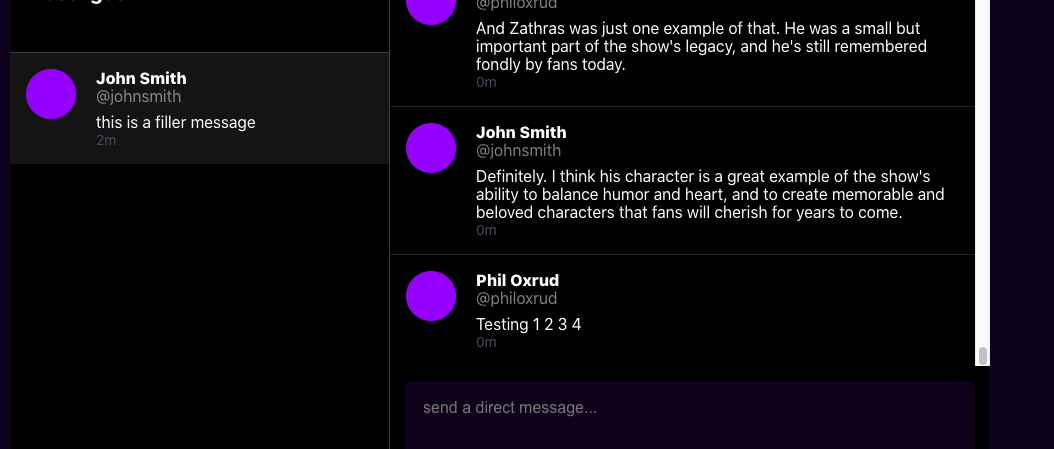 @philoxrud
And Zathras was just one example of that. He was a small but
important part of the show's legacy, and he's still remembered
fondly by fans today.
0m
John Smith
@johnsmith
this is a filler message
2m
John Smith
@johnsmith
Definitely. I think his character is a great example of the show's
ability to balance humor and heart, and to create memorable and
beloved characters that fans will cherish for years to come.
0m
Phil Oxrud
@philoxrud
Testing 1 2 3 4
0m
send a direct message...